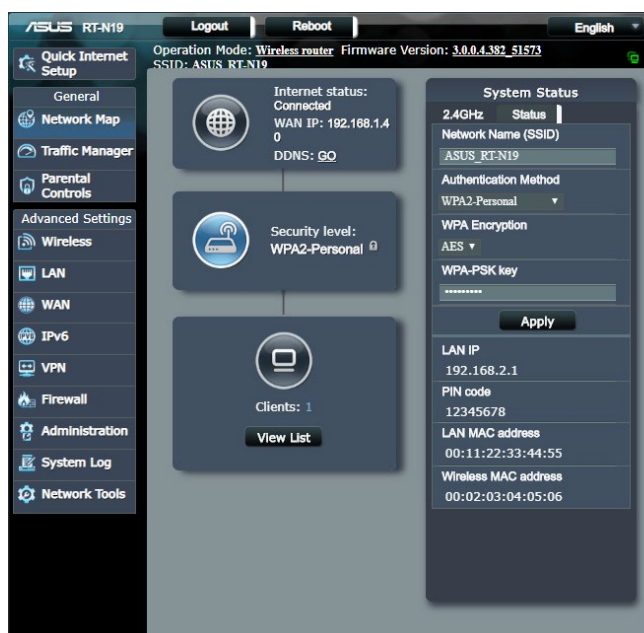 ASUS RT-N19
Logout
Reboot
English
Quick Internet
Setup
Operation Mode: Wireless router Firmware Version: 3.0.0.4.382_51573
SSID: ASUS_RT-N19
General
Network Map
Traffic Manager
Parental
Controls
Advanced Settings
Wireless
LAN
WAN
IPv6
VPN
Firewall
Administration
System Log
Network Tools
Internet status:
Connected
WAN IP: 192.168.1.4
0
DDNS: GO
Security level:
WPA2-Personal
Clients: 1
View List
System Status
2.4GHz Status
Network Name (SSID)
ASUS_RT-N19
Authentication Method
WPA2-Personal
WPA Encryption
AES
WPA-PSK key
•••••••••
Apply
LAN IP
192.168.2.1
PIN code
12345678
LAN MAC address
00:11:22:33:44:55
Wireless MAC address
00:02:03:04:05:06